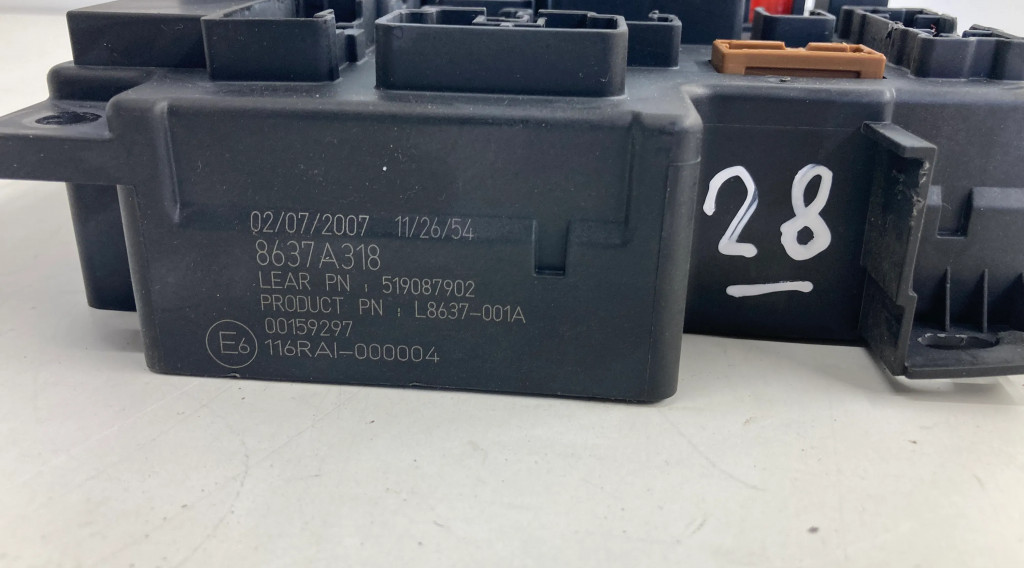 02/07/2007 11/26/54
8637A318
LEAR PN : 519087902
PRODUCT PN : L8637-001A
00159297
E6 116RAI-000004
28